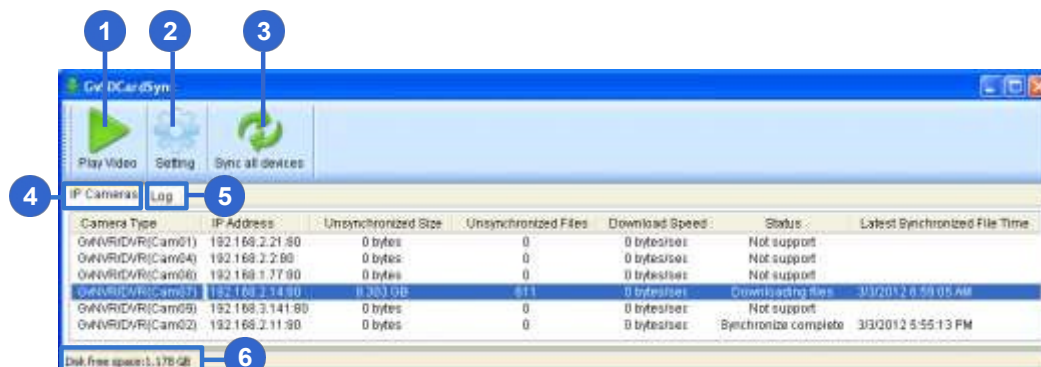 1 2 3
GvSDCardSync
Play Video Setting Sync all devices
4 IP Cameras Log 5
Camera Type IP Address Unsynchronized Size Unsynchronized Files Download Speed Status Latest Synchronized File Time
GvNVR/DVR(Cam01) 192.168.2.21:80 0 bytes 0 0 bytes/sec Not support
GvNVR/DVR(Cam04) 192.168.2.2:80 0 bytes 0 0 bytes/sec Not support
GvNVR/DVR(Cam06) 192.168.1.77:80 0 bytes 0 0 bytes/sec Not support
GvNVR/DVR(Cam07) 192.168.2.14:80 8.303 GB 611 0 bytes/sec Downloading files 3/3/2012 8:59:05 AM
GvNVR/DVR(Cam09) 192.168.3.141:80 0 bytes 0 0 bytes/sec Not support
GvNVR/DVR(Cam02) 192.168.2.11:80 0 bytes 0 0 bytes/sec Synchronize complete 3/3/2012 5:55:13 PM
Disk free space:1.178 GB 6